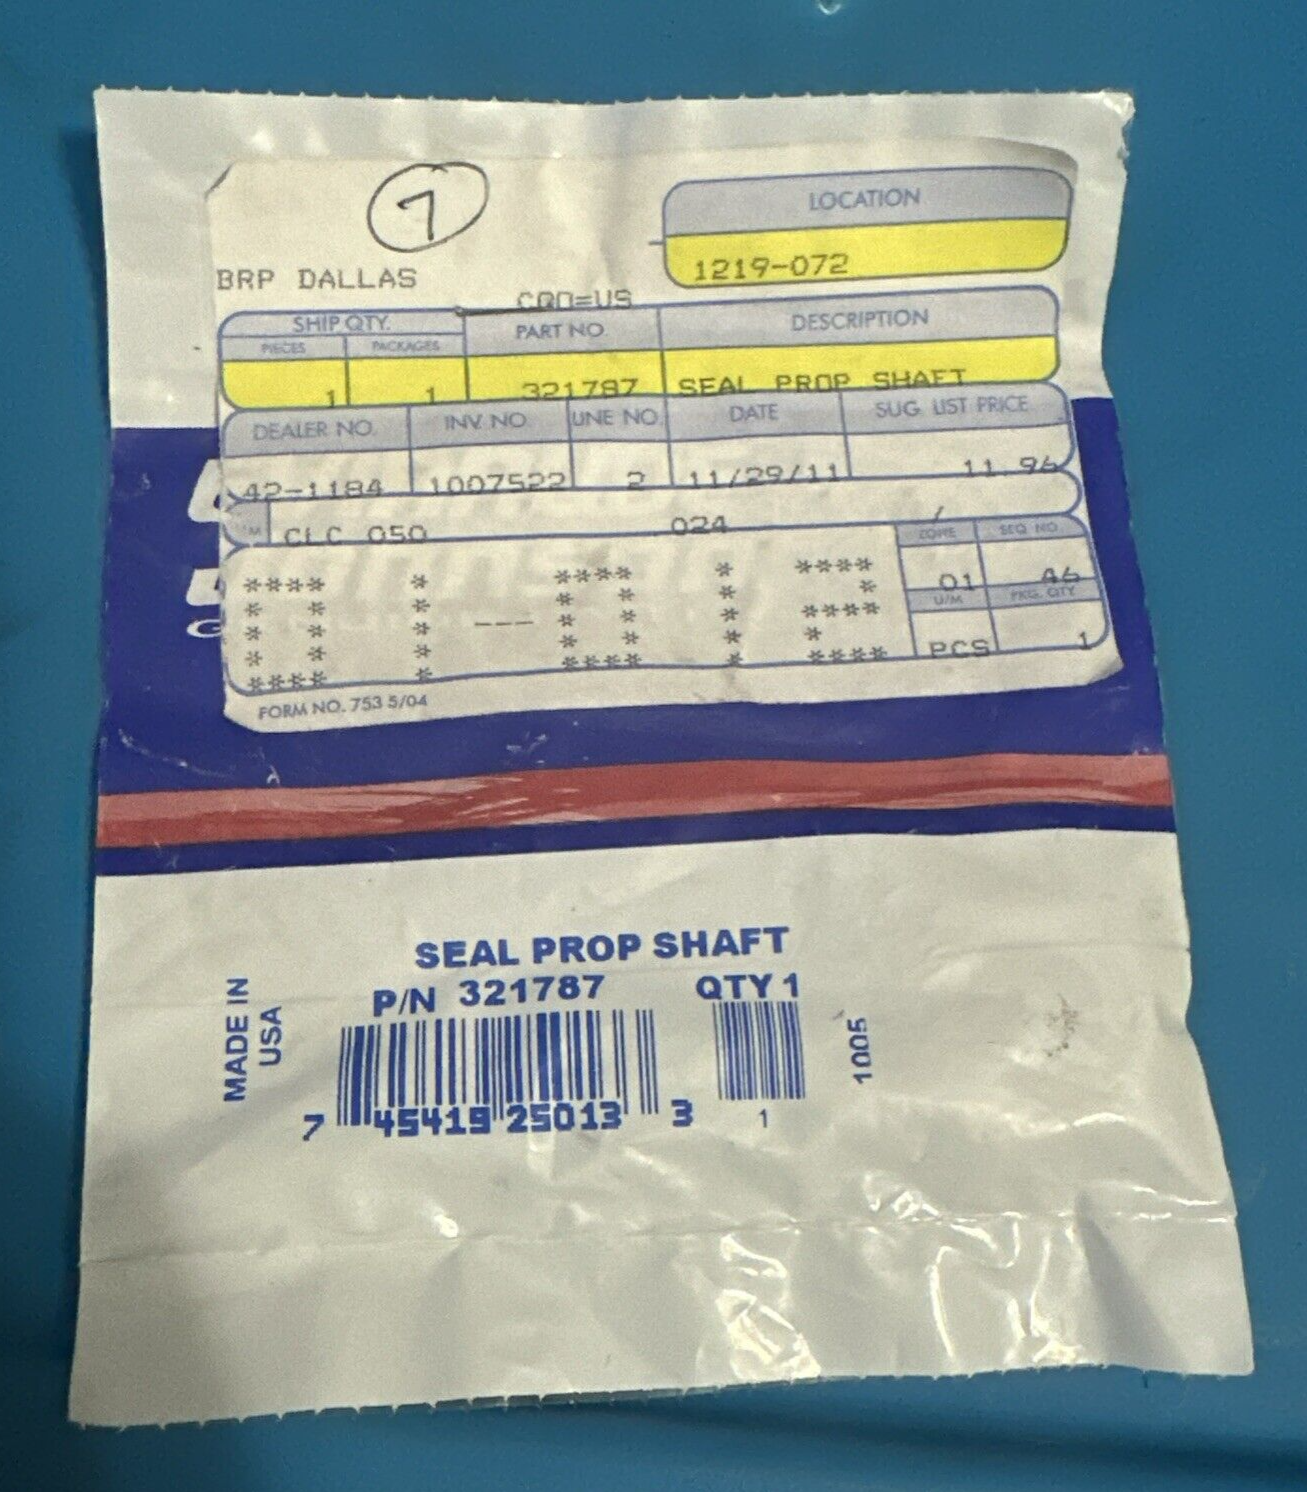 7
LOCATION
1219-072
BRP DALLAS
COO=US
SHIP QTY. PART NO. DESCRIPTION
PIECES PACKAGES
1 1 321787 SEAL PROP SHAFT
DEALER NO. INV. NO. LINE NO. DATE SUG. LIST PRICE
42-1184 1007522 2 11/29/11 11.96
CLC 050 024
ZONE SEQ. NO.
01 46
U/M PKG. QTY
PCS 1
01---012
FORM NO. 753 5/04
SEAL PROP SHAFT
P/N 321787 QTY 1
MADE IN
USA
1005
7 45419 25013 3
1